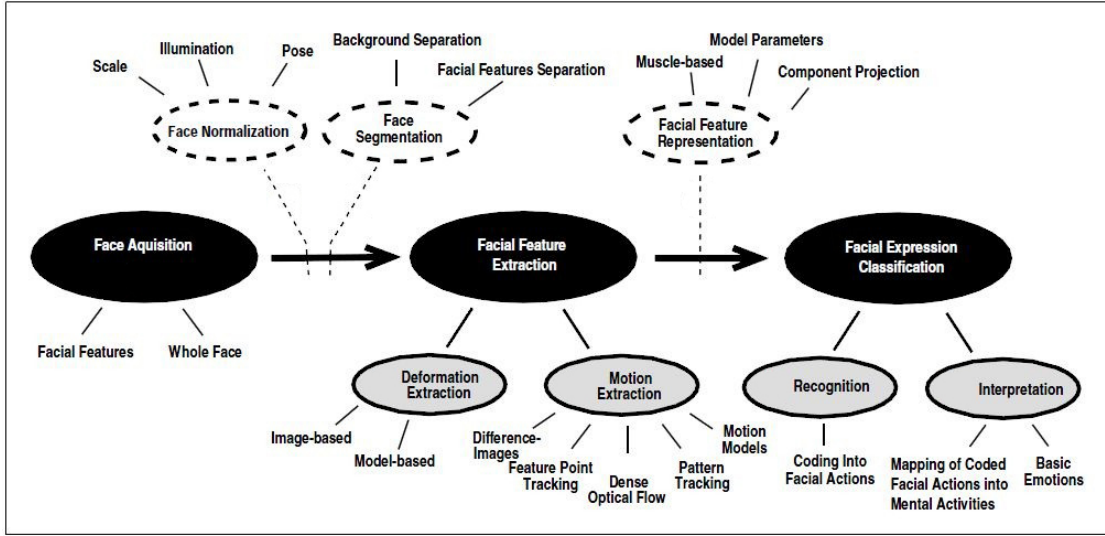 Scale
Illumination
Pose
Face Normalization
Background Separation
Facial Features Separation
Face
Segmentation
Muscle-based
Model Parameters
Component Projection
Facial Feature
Representation
Face Aquisition
Facial Features
Whole Face
Facial Feature
Extraction
Deformation
Extraction
Image-based
Model-based
Motion
Extraction
Difference-
Images
Feature Point
Tracking
Dense
Optical Flow
Pattern
Tracking
Motion
Models
Facial Expression
Classification
Recognition
Coding Into
Facial Actions
Interpretation
Mapping of Coded
Facial Actions into
Mental Activities
Basic
Emotions